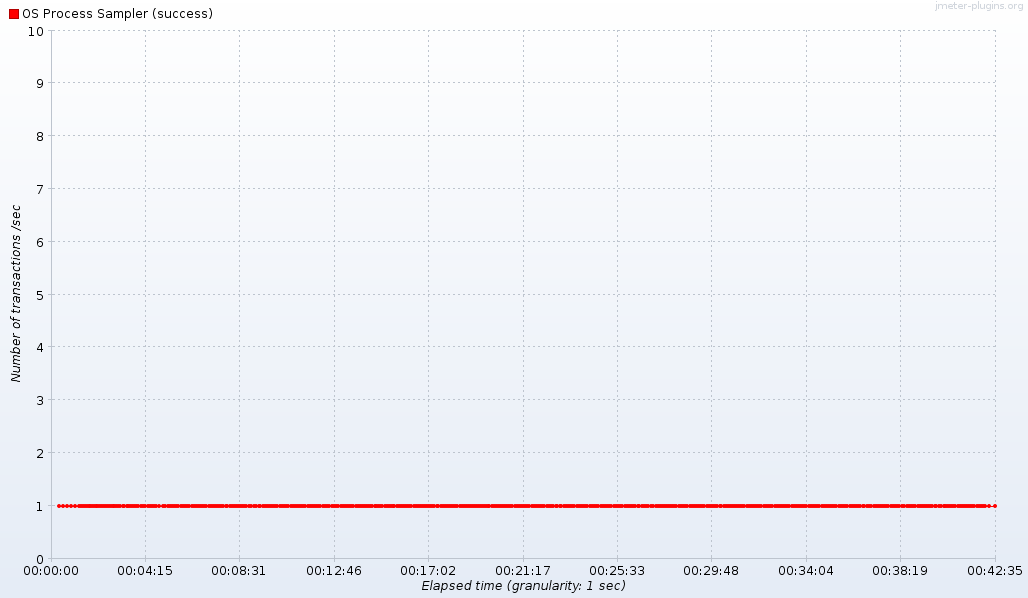 OS Process Sampler (success)
jmeter-plugins.org
10
9
8
7
6
5
4
3
2
1
0
Number of transactions /sec
00:00:00 00:04:15 00:08:31 00:12:46 00:17:02 00:21:17 00:25:33 00:29:48 00:34:04 00:38:19 00:42:35
Elapsed time (granularity: 1 sec)